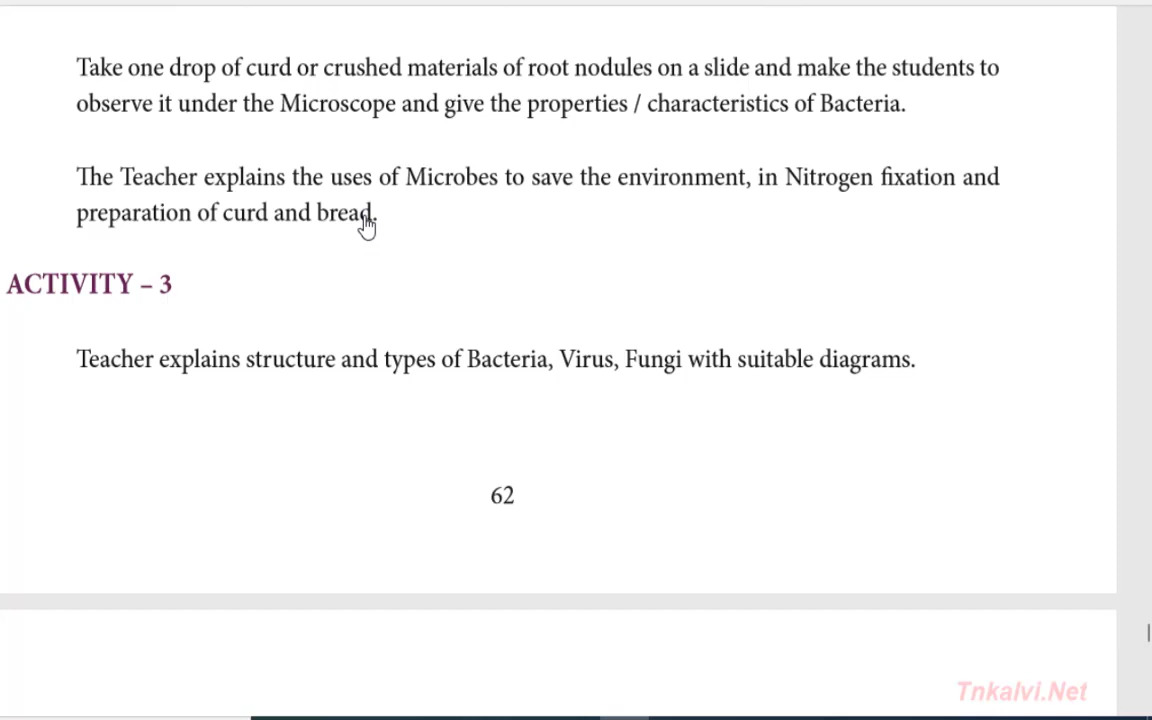 Take one drop of curd or crushed materials of root nodules on a slide and make the students to
observe it under the Microscope and give the properties / characteristics of Bacteria.
The Teacher explains the uses of Microbes to save the environment, in Nitrogen fixation and
preparation of curd and bread.
ACTIVITY – 3
Teacher explains structure and types of Bacteria, Virus, Fungi with suitable diagrams.
62
Tnkalvi.Net